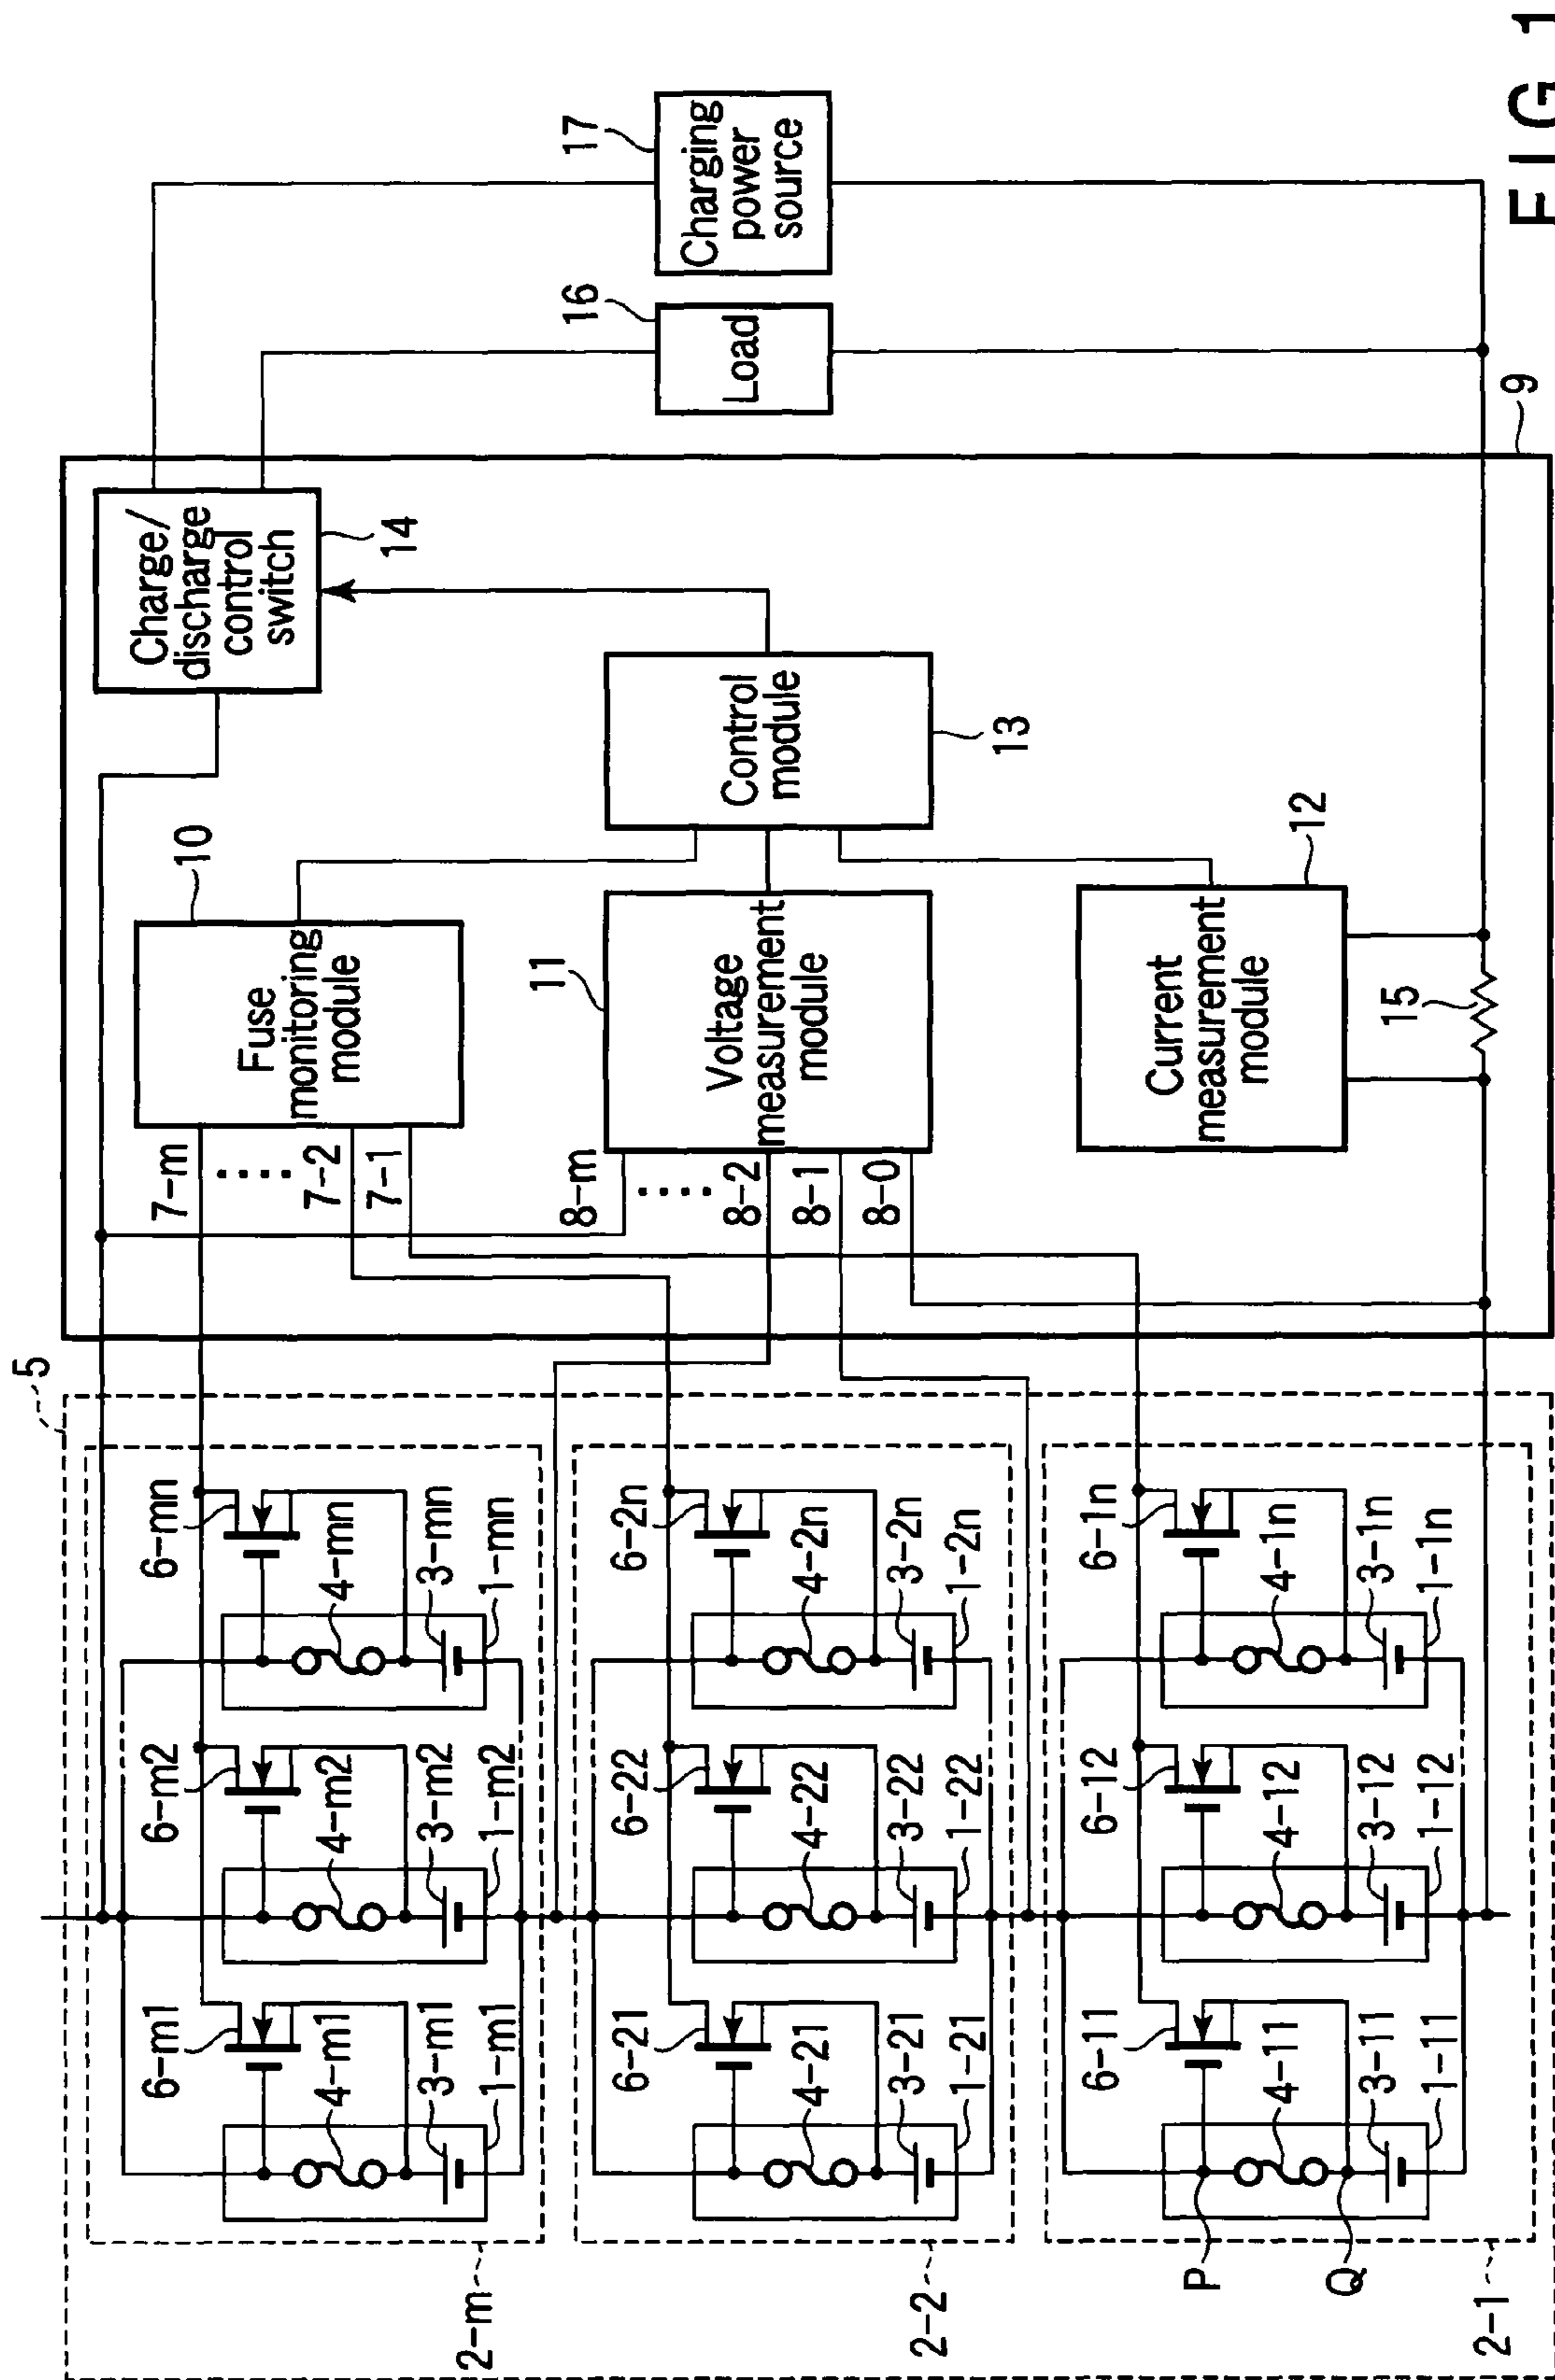 5
9
Charge/
discharge
control
switch
14
10
Fuse
monitoring
module
7-m
7-2
7-1
11
Voltage
measurement
module
8-m
8-2
8-1
8-0
Control
module
13
Current
measurement
module
12
15
16
Load
17
Charging
power
source
2-m
6-m1
4-m1
3-m1
1-m1
6-m2
4-m2
3-m2
1-m2
6-mn
4-mn
3-mn
1-mn
2-2
6-21
4-21
3-21
1-21
6-22
4-22
3-22
1-22
6-2n
4-2n
3-2n
1-2n
2-1
P
Q
6-11
4-11
3-11
1-11
6-12
4-12
3-12
1-12
6-1n
4-1n
3-1n
1-1n
FIG 1